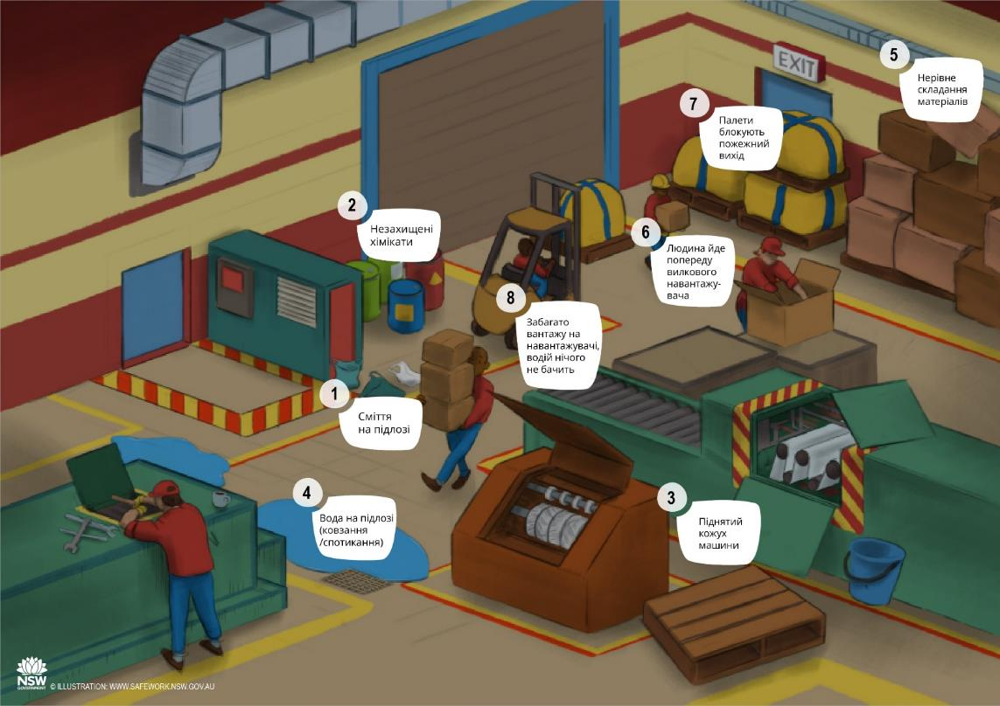 EXIT
5
Нерівне
складання
матеріалів
7
Палети
блокують
пожежний
вихід
2
Незахищені
хімікати
6
Людина йде
попереду
вилкового
навантажу-
вача
8
Забагато
вантажу на
навантажувачі,
водій нічого
не бачить
1
Сміття
на підлозі
4
Вода на підлозі
(ковзання
/спотикання)
3
Піднятий
кожух
машини
NSW
GOVERNMENT
© ILLUSTRATION: WWW.SAFEWORK.NSW.GOV.AU